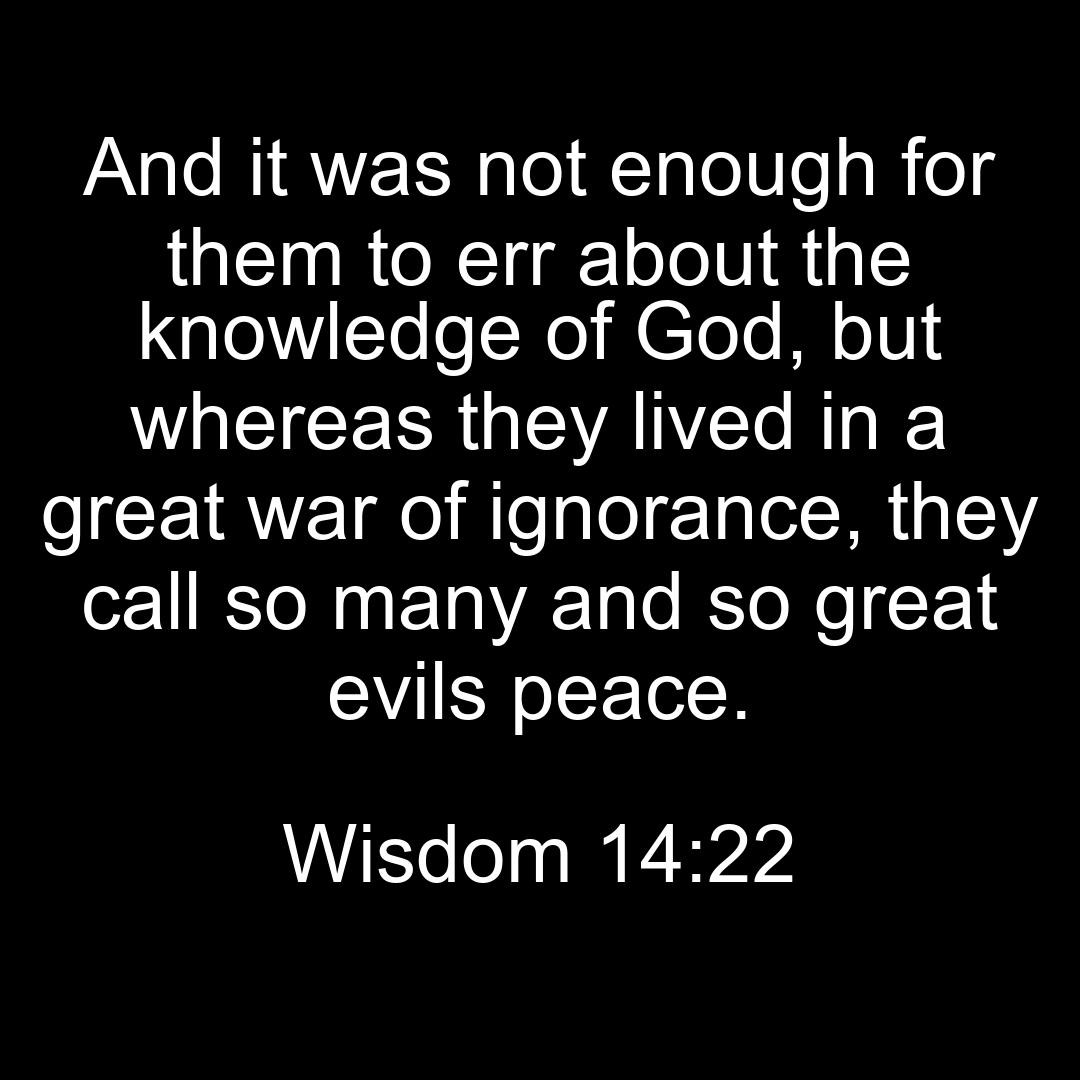 And it was not enough for
them to err about the
knowledge of God, but
whereas they lived in a
great war of ignorance, they
call so many and so great
evils peace.
Wisdom 14:22